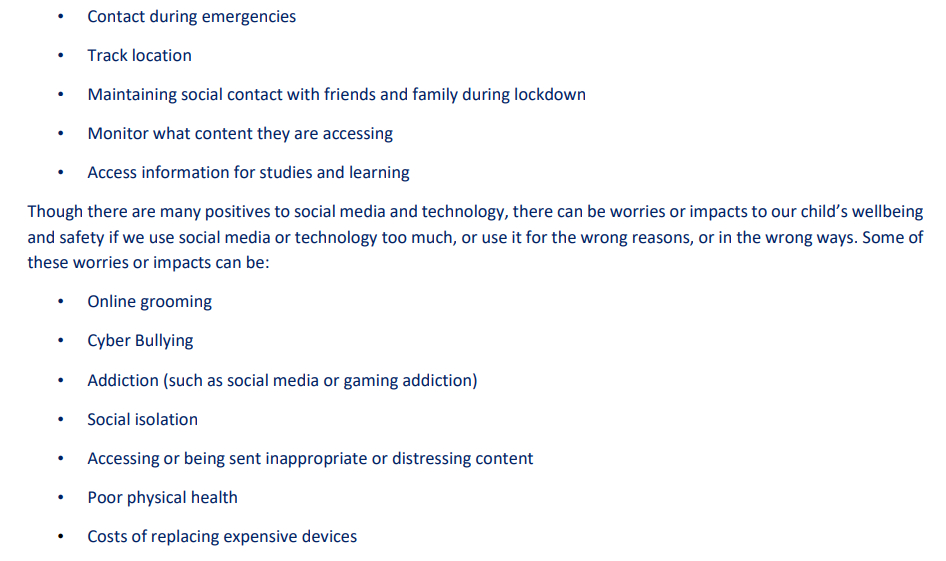 • Contact during emergencies
• Track location
• Maintaining social contact with friends and family during lockdown
• Monitor what content they are accessing
• Access information for studies and learning
Though there are many positives to social media and technology, there can be worries or impacts to our child’s wellbeing
and safety if we use social media or technology too much, or use it for the wrong reasons, or in the wrong ways. Some of
these worries or impacts can be:
• Online grooming
• Cyber Bullying
• Addiction (such as social media or gaming addiction)
• Social isolation
• Accessing or being sent inappropriate or distressing content
• Poor physical health
• Costs of replacing expensive devices